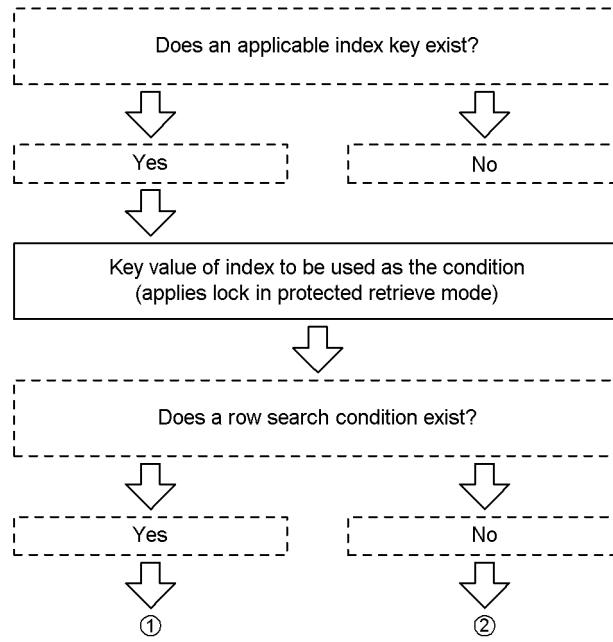 Does an applicable index key exist?
Yes
No
Key value of index to be used as the condition
(applies lock in protected retrieve mode)
Does a row search condition exist?
Yes
No
①
②